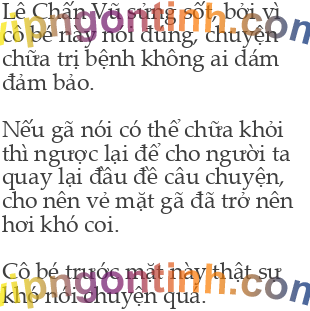 Lê Chấn Vũ sửng sốt, bởi vì
cô bé này nói đúng, chuyện
chữa trị bệnh không ai dám
đảm bảo.
Nếu gã nói có thể chữa khỏi
thì ngược lại để cho người ta
quay lại đầu đề câu chuyện,
cho nên vẻ mặt gã đã trở nên
hơi khó coi.
Cô bé trước mặt này thật sự
khó nói chuyện quá.
vipngontinh.com
vipngontinh.com